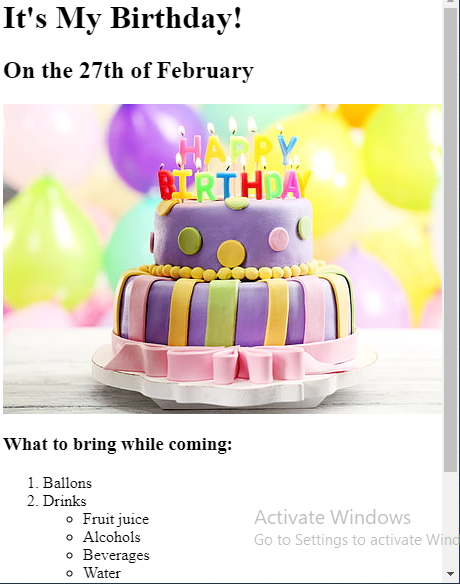 It's My Birthday!
On the 27th of February
HAPPY
BIRTHDAY
What to bring while coming:
1. Ballons
2. Drinks
Fruit juice
Alcohols
Beverages
Water
Activate Windows
Go to Settings to activate Wind